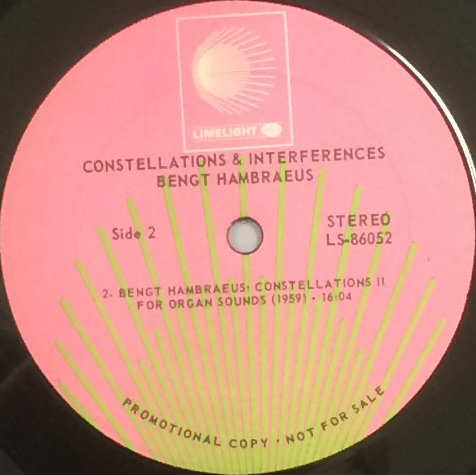 LIMELIGHT
CONSTELLATIONS & INTERFERENCES
BENGT HAMBRAEUS
Side 2
STEREO
LS-86052
2. BENGT HAMBRAEUS: CONSTELLATIONS II
FOR ORGAN SOUNDS (1959) • 16:04
PROMOTIONAL COPY • NOT FOR SALE